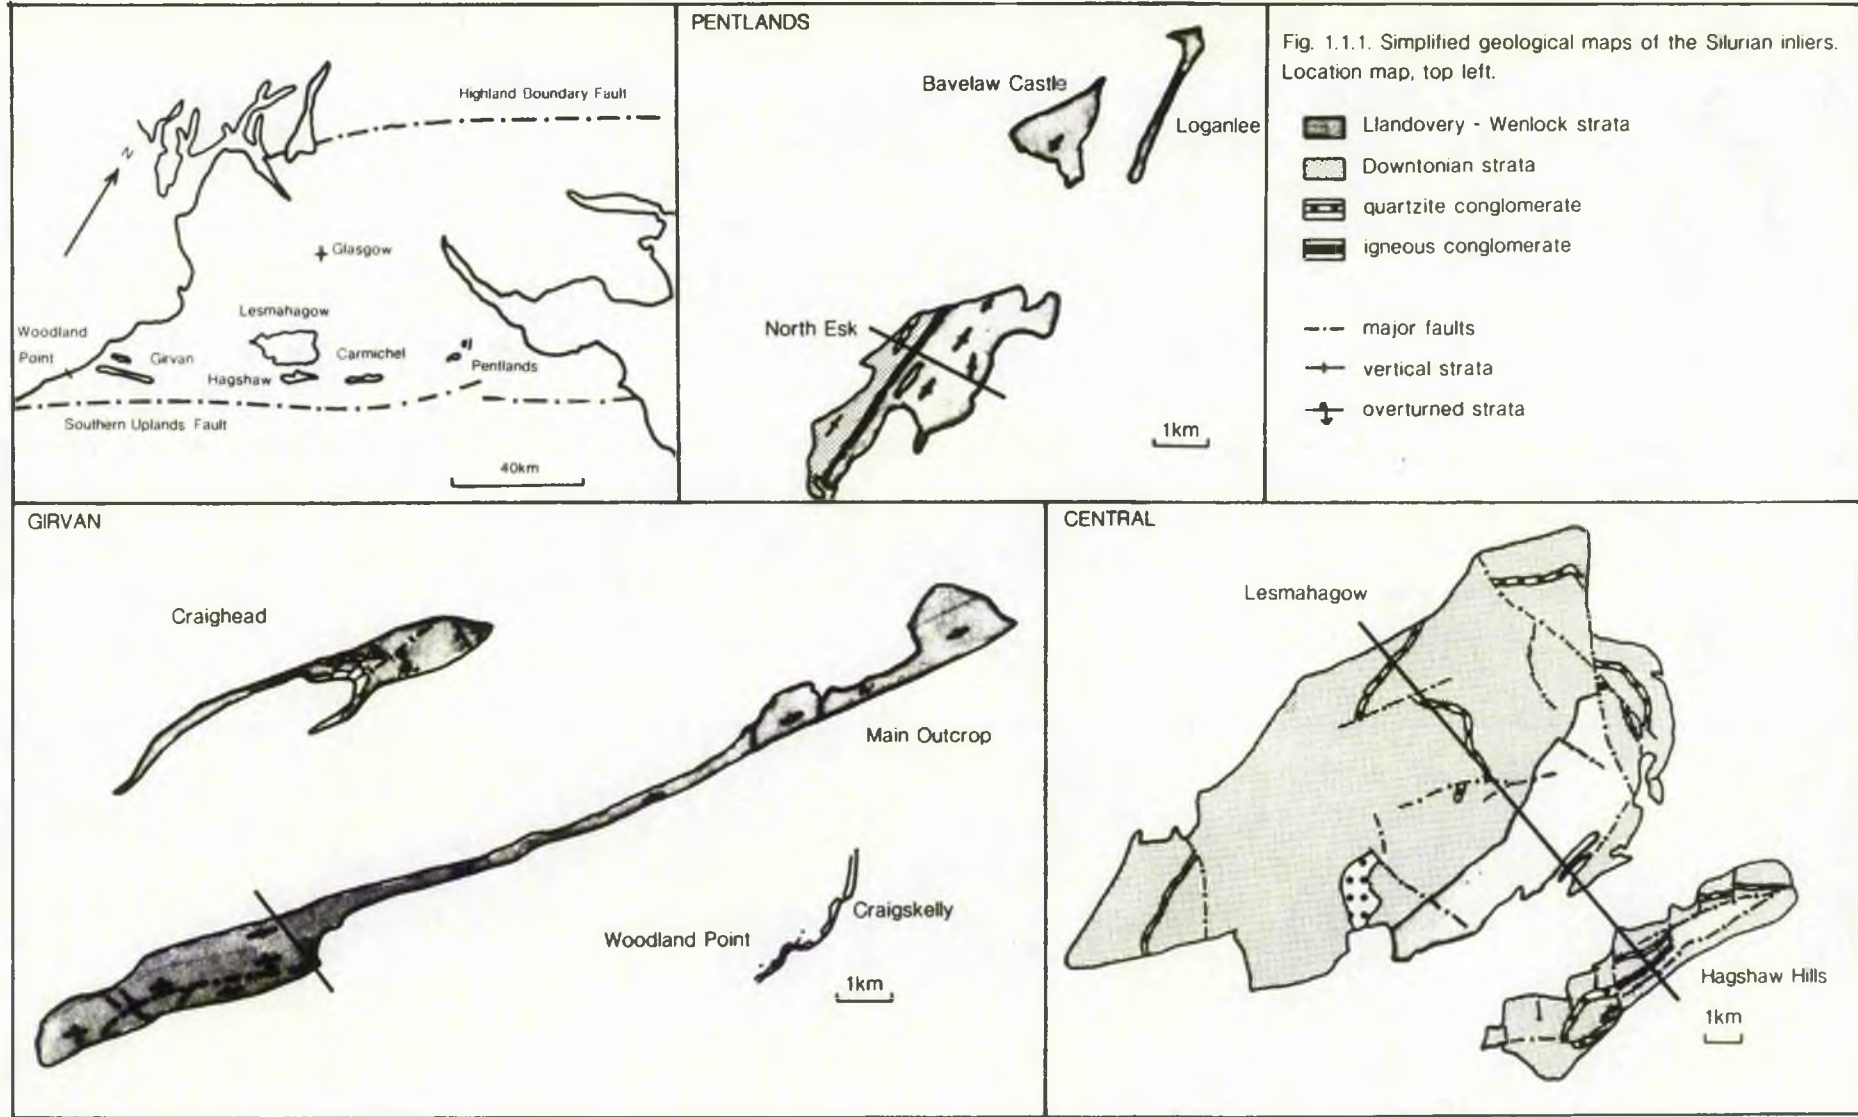 Highland Boundary Fault
N
Glasgow
Lesmahagow
Woodland
Point
Girvan
Carmichel
Hagshaw
Pentlands
Southern Uplands Fault
40km
PENTLANDS
Bavelaw Castle
Loganlee
North Esk
1km
Fig. 1.1.1. Simplified geological maps of the Silurian inliers.
Location map, top left.
Llandovery - Wenlock strata
Downtonian strata
quartzite conglomerate
igneous conglomerate
major faults
vertical strata
overturned strata
GIRVAN
Craighead
Main Outcrop
Craigskelly
Woodland Point
1km
CENTRAL
Lesmahagow
Hagshaw Hills
1km